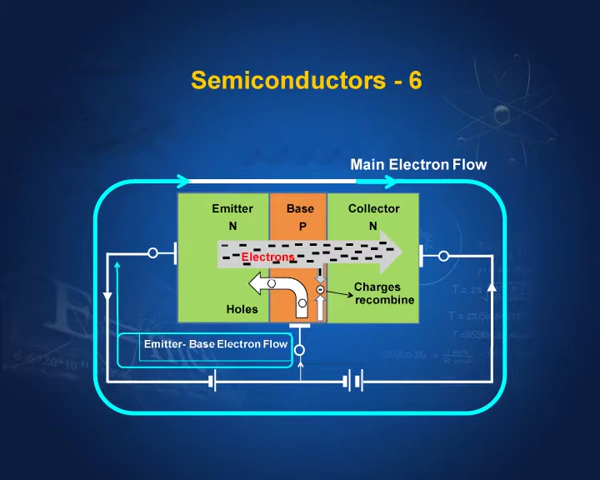 Semiconductors - 6
Main Electron Flow
Emitter
N
Base
P
Collector
N
Electrons
Charges
recombine
Holes
Emitter- Base Electron Flow